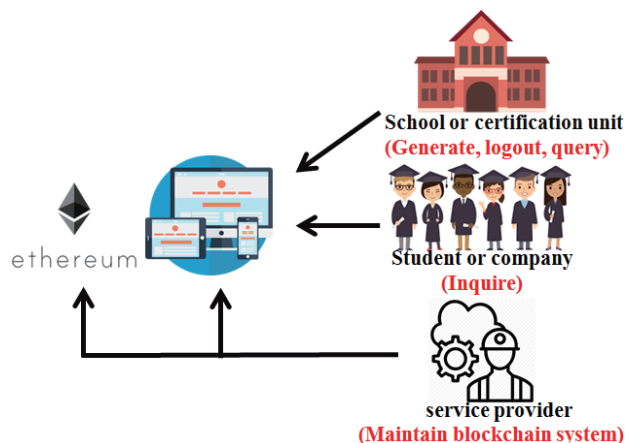 School or certification unit
(Generate, logout, query)
ethereum
Student or company
(Inquire)
service provider
(Maintain blockchain system)